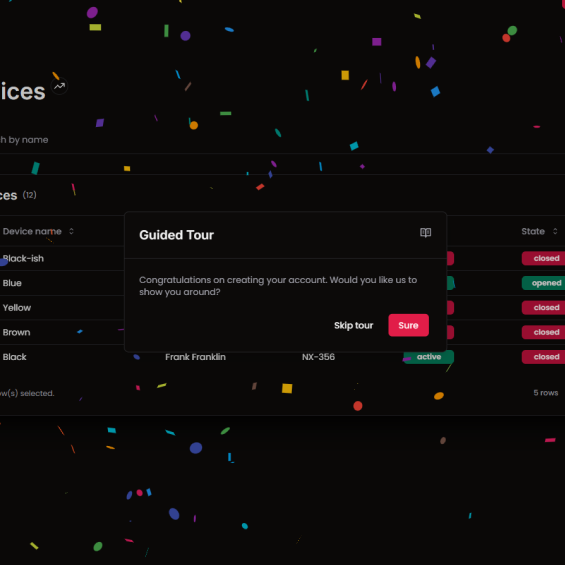 ices
h by name
ces (12)
Device name State
Black-ish closed
Blue opened
Yellow closed
Brown closed
Black Frank Franklin NX-356 active closed
w(s) selected. 5 rows
Guided Tour
Congratulations on creating your account. Would you like us to
show you around?
Skip tour Sure